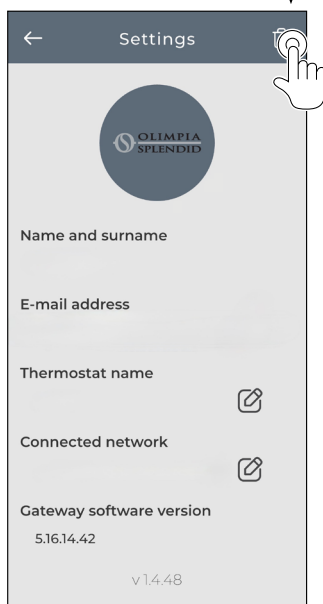 Settings
OLIMPIA
SPLENDID
Name and surname
E-mail address
Thermostat name
Connected network
Gateway software version
5.16.14.42
v 1.4.48